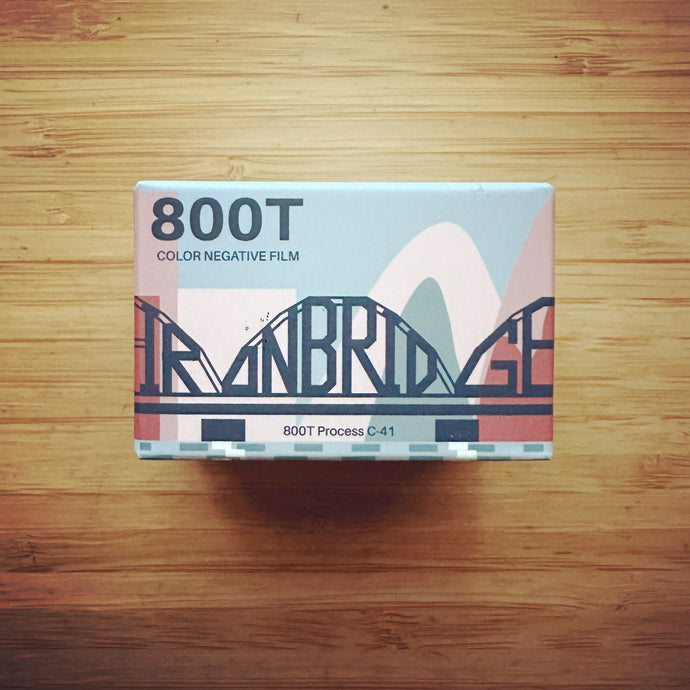 800T
COLOR NEGATIVE FILM
IRONBRIDGE
800T Process C-41